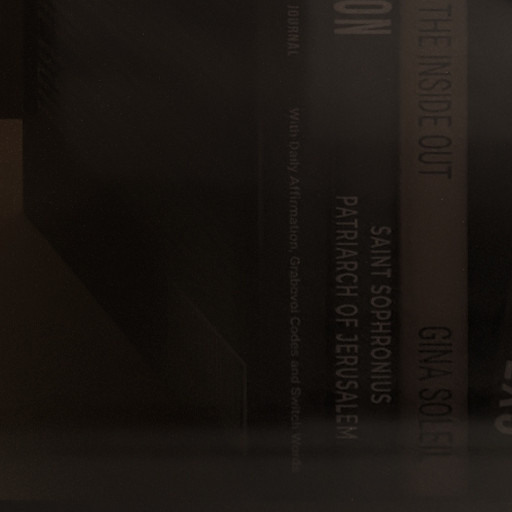 JOURNAL
With Daily Affirmation, Grabovoi Codes and Switch Words
ON
SAINT SOPHRONIUS
PATRIARCH OF JERUSALEM
THE INSIDE OUT
GINA SOLEIL